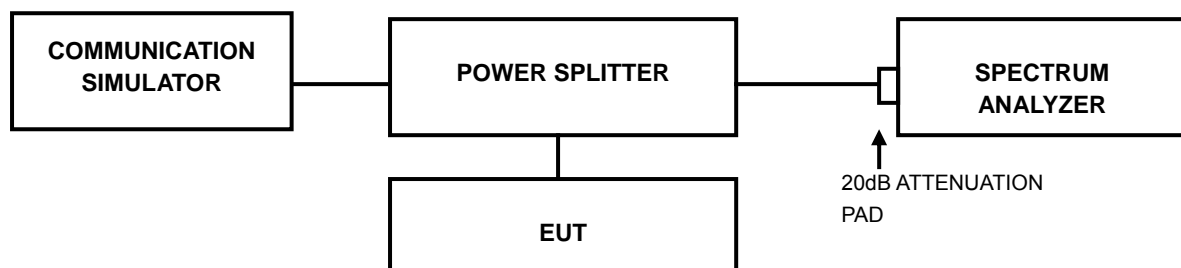 COMMUNICATION
SIMULATOR
POWER SPLITTER
SPECTRUM
ANALYZER
20dB ATTENUATION
PAD
EUT